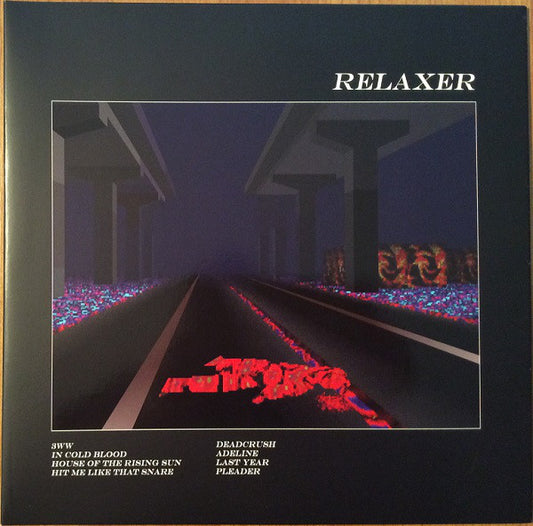 RELAXER
3WW
IN COLD BLOOD
HOUSE OF THE RISING SUN
HIT ME LIKE THAT SNARE
DEADCRUSH
ADELINE
LAST YEAR
PLEADER